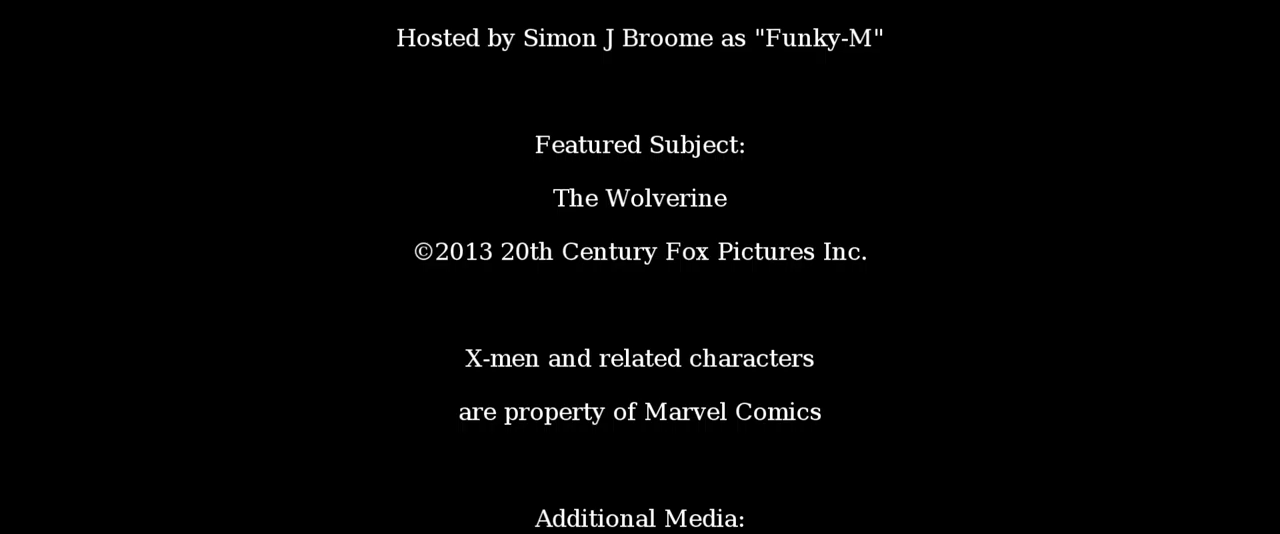 Hosted by Simon J Broome as "Funky-M"
Featured Subject:
The Wolverine
©2013 20th Century Fox Pictures Inc.
X-men and related characters
are property of Marvel Comics
Additional Media: